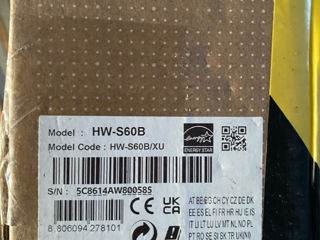 Model : HW-S60B
Model Code : HW-S60B/XU
ENERGY STAR
S/N : 5C8614AW800585
CE UK CA
8 806094 278101
AT BE BG CH CY CZ DE DK
EE ES EL FI FR HR HU IE IS
IT LI LT LU LV MT NL NO PL
PT RO SE SI SK TR UK(NI)